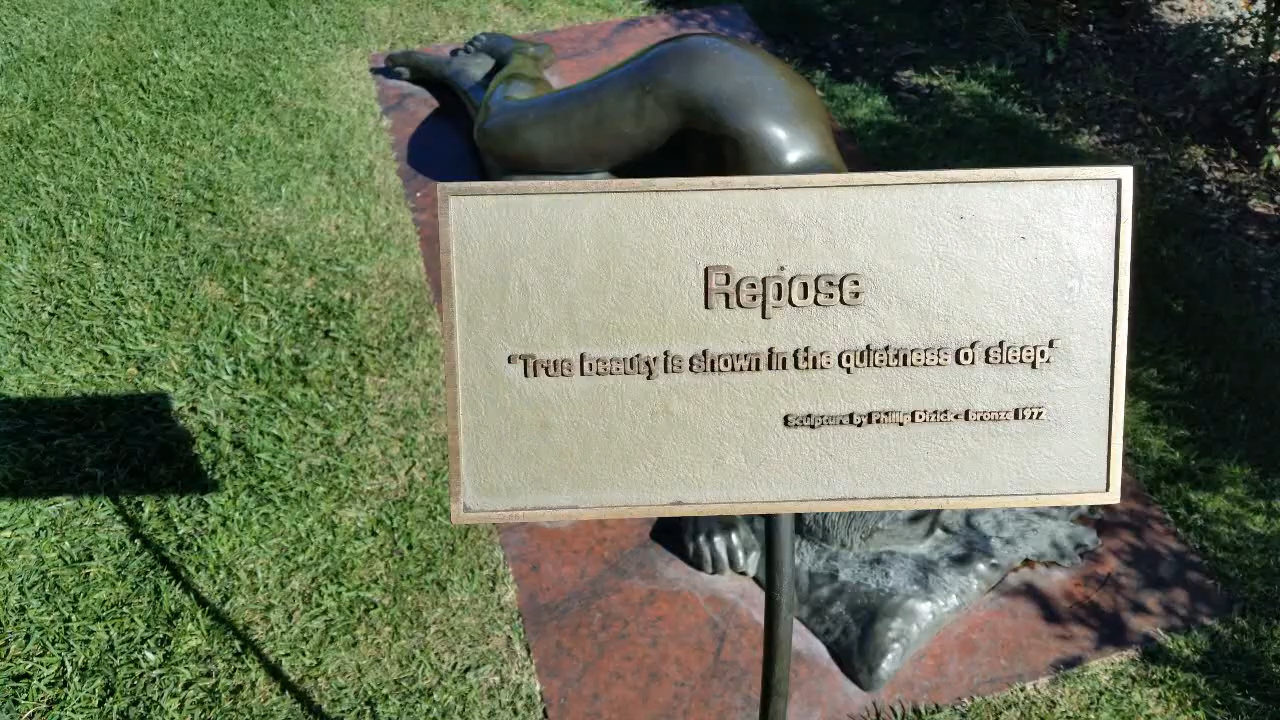 Repose
"True beauty is shown in the quietness of sleep."
Sculpture by Phillip Dizick - bronze 1972